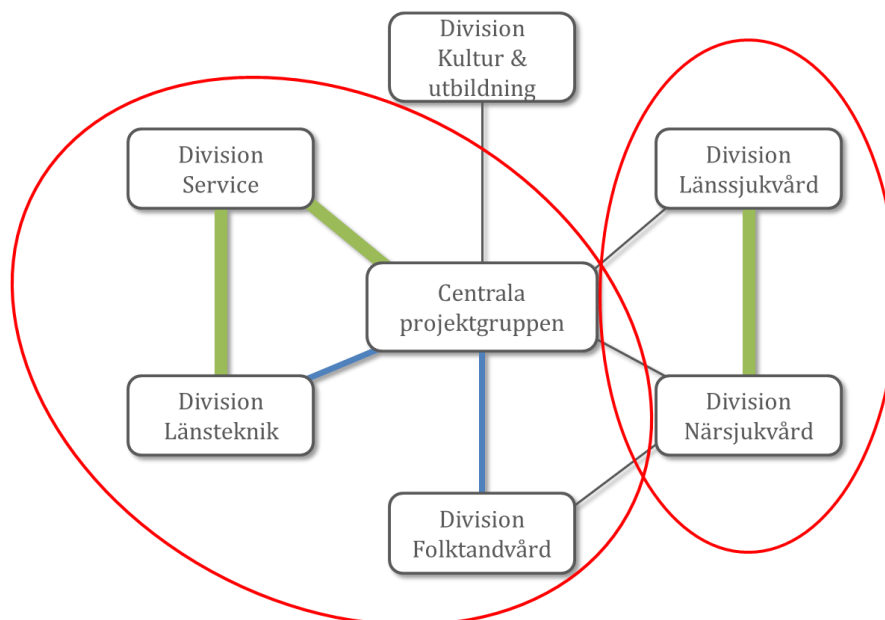 Division
Kultur &
utbildning
Division
Service
Division
Länssjukvård
Centrala
projektgruppen
Division
Länsteknik
Division
Närsjukvård
Division
Folktandvård